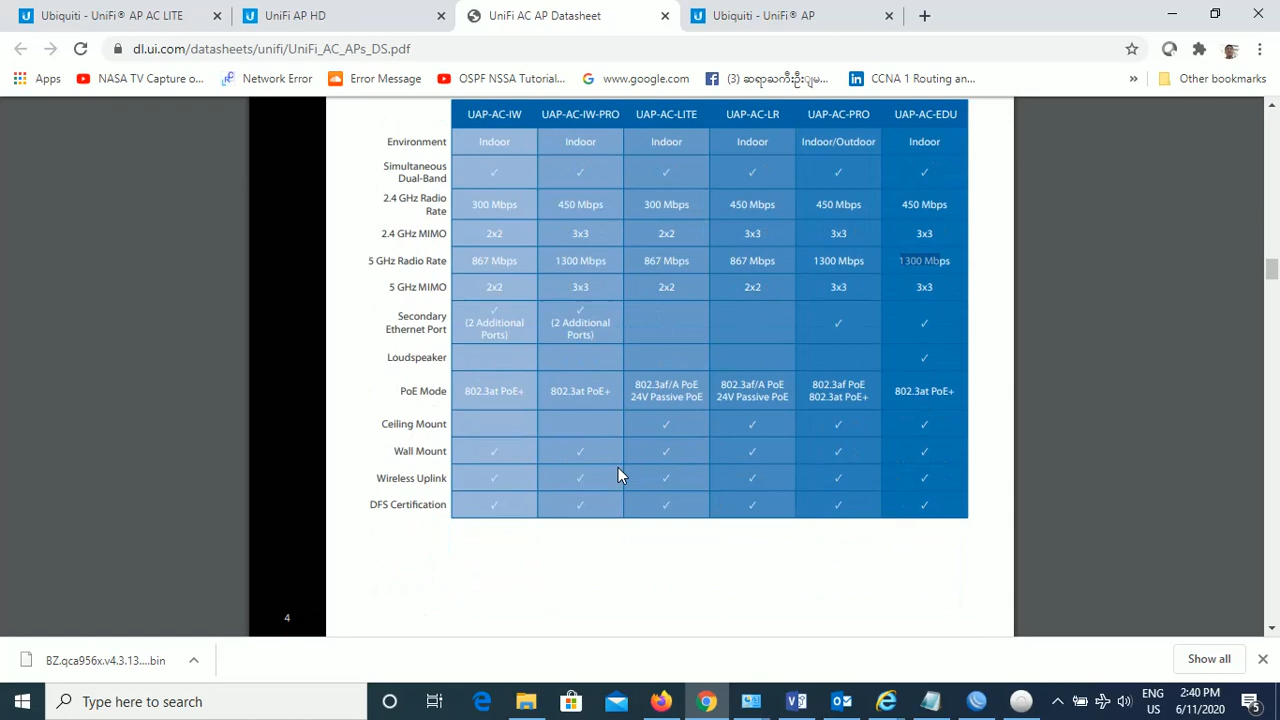 Ubiquiti - UniFi® AP AC LITE
UniFi AP HD
UniFi AC AP Datasheet
Ubiquiti - UniFi® AP
dl.ui.com/datasheets/unifi/UniFi_AC_APs_DS.pdf
Apps
NASA TV Capture o...
Network Error
Error Message
OSPF NSSA Tutorial...
www.google.com
(3) ဆရာဆက်ဦးဌာမ...
CCNA 1 Routing an...
»
Other bookmarks
UAP-AC-IW UAP-AC-IW-PRO UAP-AC-LITE UAP-AC-LR UAP-AC-PRO UAP-AC-EDU
Environment Indoor Indoor Indoor Indoor Indoor/Outdoor Indoor
Simultaneous
Dual-Band ✓ ✓ ✓ ✓ ✓ ✓
2.4 GHz Radio
Rate 300 Mbps 450 Mbps 300 Mbps 450 Mbps 450 Mbps 450 Mbps
2.4 GHz MIMO 2x2 3x3 2x2 3x3 3x3 3x3
5 GHz Radio Rate 867 Mbps 1300 Mbps 867 Mbps 867 Mbps 1300 Mbps 1300 Mbps
5 GHz MIMO 2x2 3x3 2x2 2x2 3x3 3x3
Secondary
Ethernet Port ✓ (2 Additional Ports) ✓ (2 Additional Ports) ✓ ✓
Loudspeaker ✓
PoE Mode 802.3at PoE+ 802.3at PoE+ 802.3af/A PoE 24V Passive PoE 802.3af/A PoE 24V Passive PoE 802.3af PoE 802.3at PoE+ 802.3at PoE+
Ceiling Mount ✓ ✓ ✓ ✓
Wall Mount ✓ ✓ ✓ ✓ ✓ ✓
Wireless Uplink ✓ ✓ ✓ ✓ ✓ ✓
DFS Certification ✓ ✓ ✓ ✓ ✓ ✓
4
BZ.qca956x.v4.3.13....bin
Show all
Type here to search
ENG
US
2:40 PM
6/11/2020
5